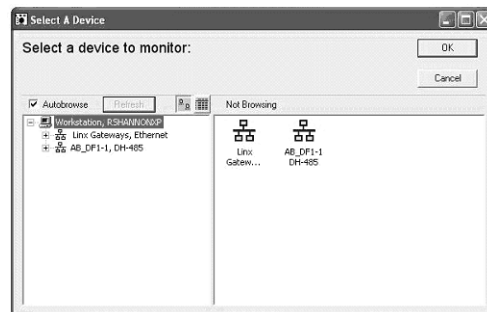 Select A Device
Select a device to monitor:
OK
Cancel
Autobrowse
Refresh
Not Browsing
Workstation, RSHANNONXP
Linx Gateways, Ethernet
AB_DF1-1, DH-485
Linx
Gatew...
AB_DF1-1
DH-485